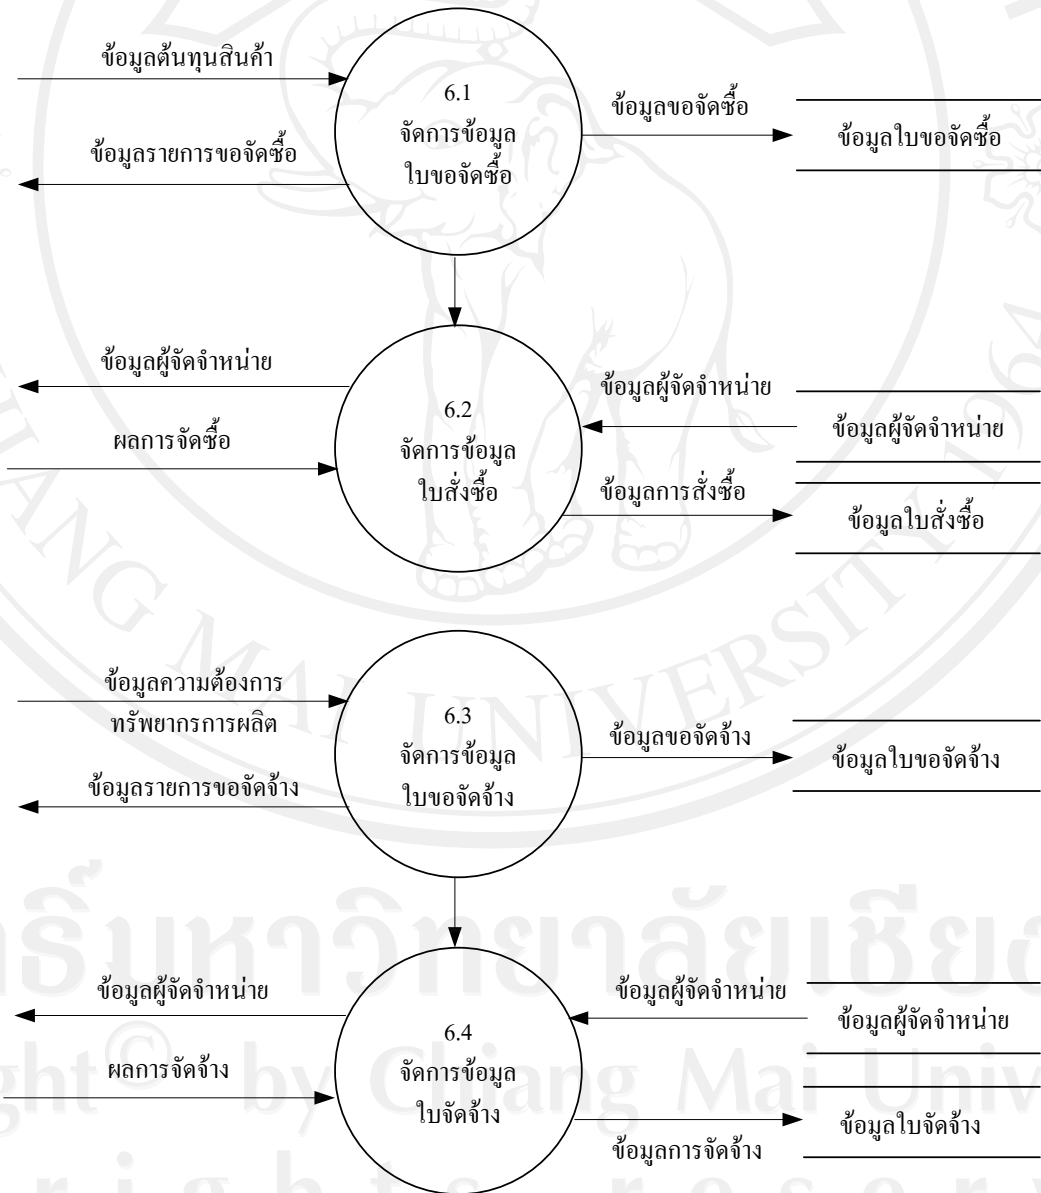 ข้อมูลต้นทุนสินค้า
ข้อมูลรายการขอจัดซื้อ
6.1
จัดการข้อมูล
ใบขอจัดซื้อ
ข้อมูลขอจัดซื้อ
ข้อมูลใบขอจัดซื้อ
ข้อมูลผู้จัดจำหน่าย
ผลการจัดซื้อ
6.2
จัดการข้อมูล
ใบสั่งซื้อ
ข้อมูลผู้จัดจำหน่าย
ข้อมูลผู้จัดจำหน่าย
ข้อมูลการสั่งซื้อ
ข้อมูลใบสั่งซื้อ
ข้อมูลความต้องการ
ทรัพยากรการผลิต
ข้อมูลรายการขอจัดจ้าง
6.3
จัดการข้อมูล
ใบขอจัดจ้าง
ข้อมูลขอจัดจ้าง
ข้อมูลใบขอจัดจ้าง
ข้อมูลผู้จัดจำหน่าย
ผลการจัดจ้าง
6.4
จัดการข้อมูล
ใบจัดจ้าง
ข้อมูลผู้จัดจำหน่าย
ข้อมูลผู้จัดจำหน่าย
ข้อมูลการจัดจ้าง
ข้อมูลใบจัดจ้าง
MAI UNIVERSITY 1964
© by Chiang Mai